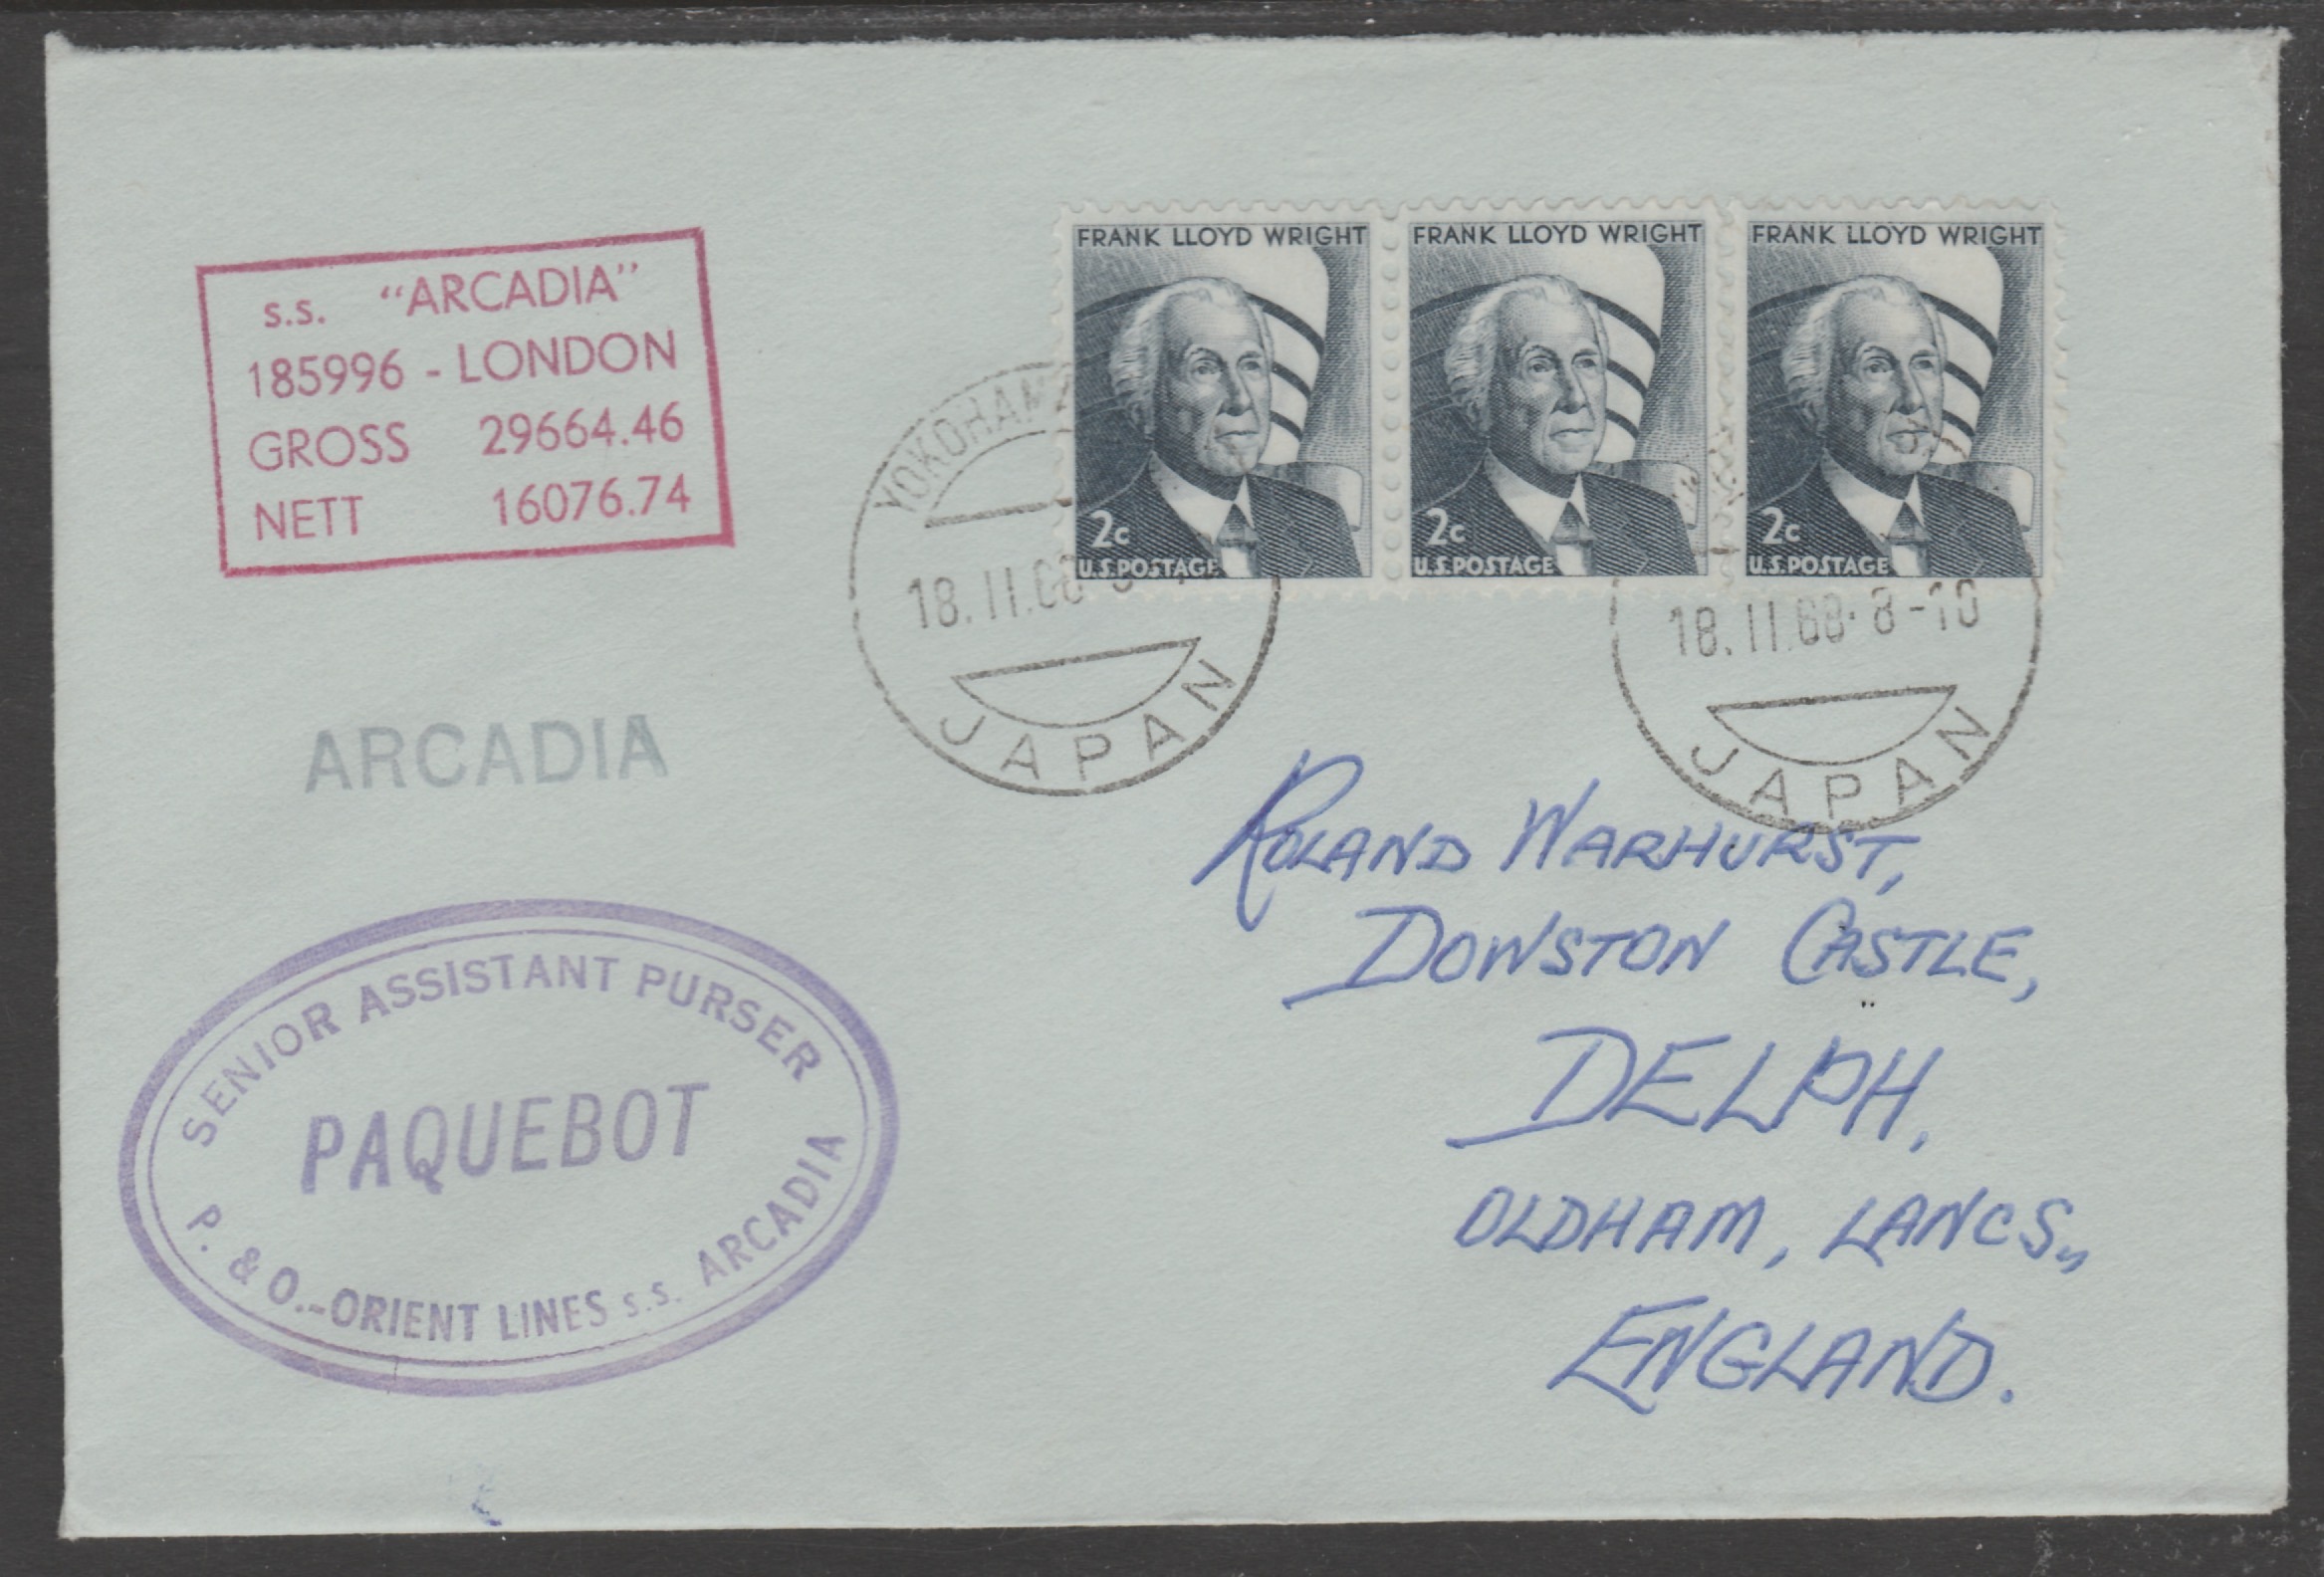 s.s. "ARCADIA"
185996 - LONDON
GROSS 29664.46
NETT 16076.74
FRANK LLOYD WRIGHT
2c
U.S.POSTAGE
FRANK LLOYD WRIGHT
2c
U.S.POSTAGE
FRANK LLOYD WRIGHT
2c
U.S.POSTAGE
18.II.68
JAPAN
18.II.68·8-10
JAPAN
ARCADIA
SENIOR ASSISTANT PURSER
PAQUEBOT
P. & O.-ORIENT LINES s.s. ARCADIA
ROLAND WARHURST,
DOWSTON CASTLE,
DELPH,
OLDHAM, LANCS.,
ENGLAND.